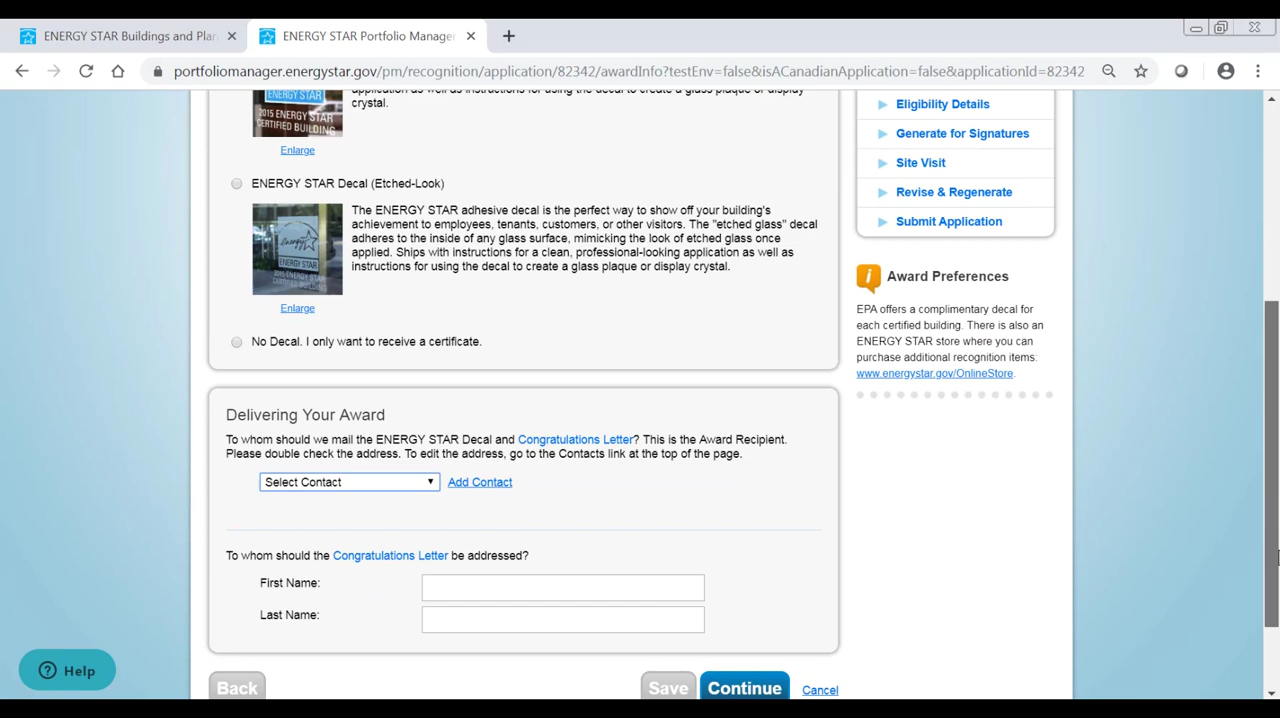 ENERGY STAR Buildings and Plan
ENERGY STAR Portfolio Manage
portfoliomanager.energystar.gov/pm/recognition/application/82342/awardInfo?testEnv=false&isACanadianApplication=false&applicationId=82342
application as well as instructions for using the decal to create a glass plaque or display
crystal.
ENERGY STAR
2015 ENERGY STAR
CERTIFIED BUILDING
Enlarge
ENERGY STAR Decal (Etched-Look)
The ENERGY STAR adhesive decal is the perfect way to show off your building's
achievement to employees, tenants, customers, or other visitors. The "etched glass" decal
adheres to the inside of any glass surface, mimicking the look of etched glass once
applied. Ships with instructions for a clean, professional-looking application as well as
instructions for using the decal to create a glass plaque or display crystal.
energy
ENERGY STAR
2015 ENERGY STAR
CERTIFIED BUILDING
Enlarge
No Decal. I only want to receive a certificate.
Delivering Your Award
To whom should we mail the ENERGY STAR Decal and Congratulations Letter? This is the Award Recipient.
Please double check the address. To edit the address, go to the Contacts link at the top of the page.
Select Contact
Add Contact
To whom should the Congratulations Letter be addressed?
First Name:
Last Name:
Back
Save
Continue
Cancel
Eligibility Details
Generate for Signatures
Site Visit
Revise & Regenerate
Submit Application
Award Preferences
EPA offers a complimentary decal for
each certified building. There is also an
ENERGY STAR store where you can
purchase additional recognition items:
www.energystar.gov/OnlineStore.
Help